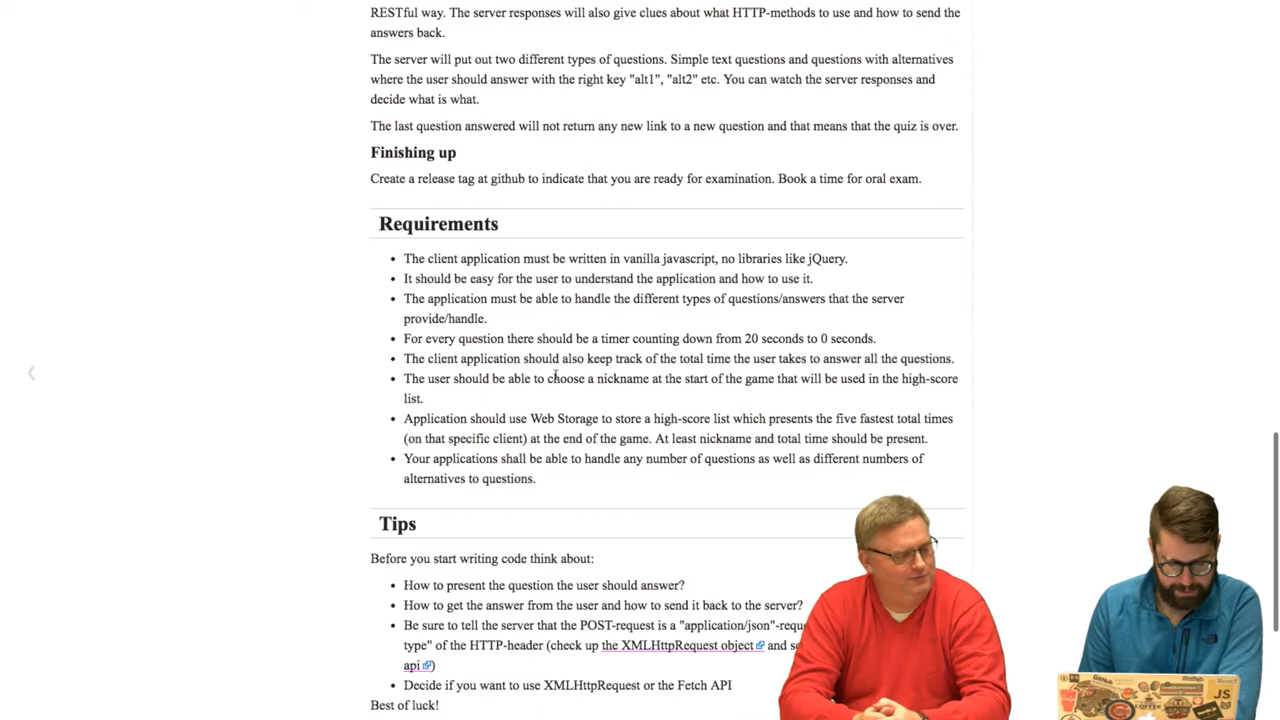 RESTful way. The server responses will also give clues about what HTTP-methods to use and how to send the
answers back.
The server will put out two different types of questions. Simple text questions and questions with alternatives
where the user should answer with the right key "alt1", "alt2" etc. You can watch the server responses and
decide what is what.
The last question answered will not return any new link to a new question and that means that the quiz is over.
Finishing up
Create a release tag at github to indicate that you are ready for examination. Book a time for oral exam.
Requirements
• The client application must be written in vanilla javascript, no libraries like jQuery.
• It should be easy for the user to understand the application and how to use it.
• The application must be able to handle the different types of questions/answers that the server
provide/handle.
• For every question there should be a timer counting down from 20 seconds to 0 seconds.
• The client application should also keep track of the total time the user takes to answer all the questions.
• The user should be able to choose a nickname at the start of the game that will be used in the high-score
list.
• Application should use Web Storage to store a high-score list which presents the five fastest total times
(on that specific client) at the end of the game. At least nickname and total time should be present.
• Your applications shall be able to handle any number of questions as well as different numbers of
alternatives to questions.
Tips
Before you start writing code think about:
• How to present the question the user should answer?
• How to get the answer from the user and how to send it back to the server?
• Be sure to tell the server that the POST-request is a "application/json"-requ
type" of the HTTP-header (check up the XMLHttpRequest object and se
api)
• Decide if you want to use XMLHttpRequest or the Fetch API
Best of luck!
JS